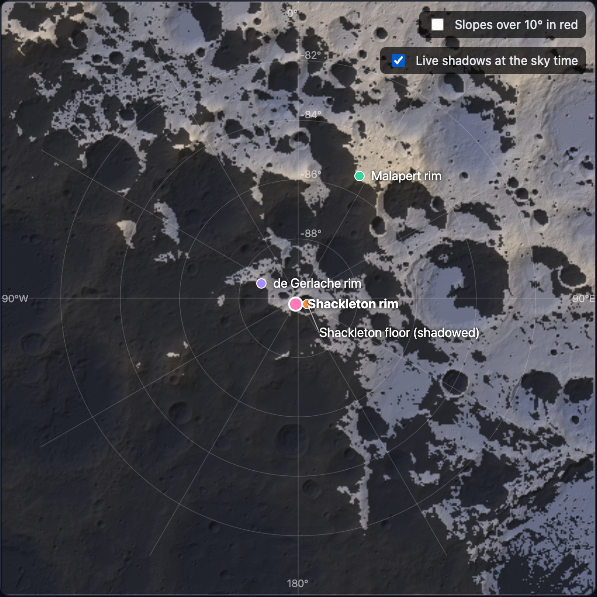 0°
Slopes over 10° in red
-82°
Live shadows at the sky time
-84°
-86°
Malapert rim
-88°
de Gerlache rim
90°W
90°E
Shackleton rim
Shackleton floor (shadowed)
180°